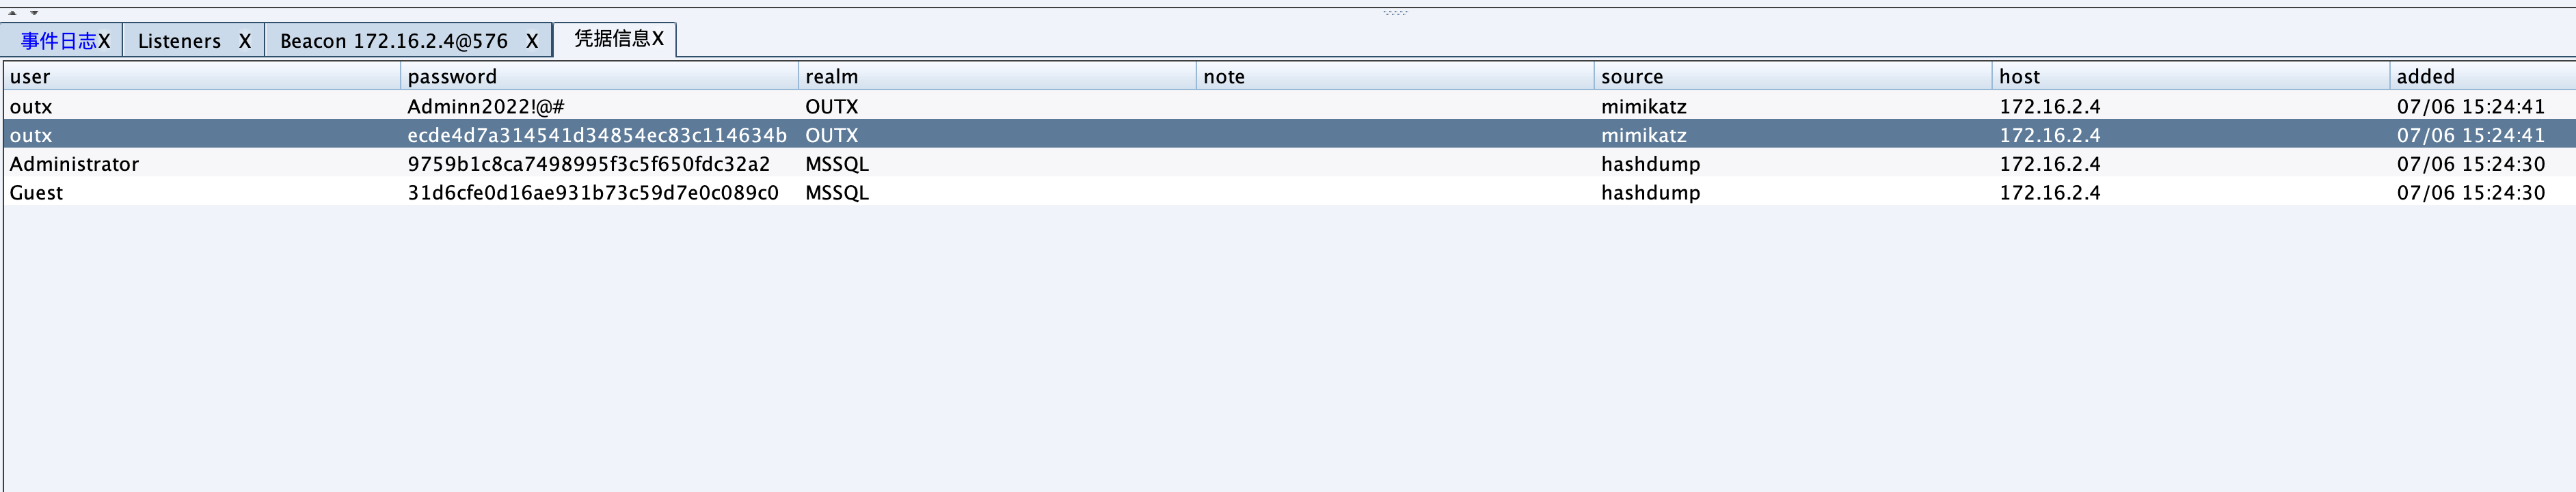 事件日志X Listeners X Beacon 172.16.2.4@576 X 凭据信息X
user password realm note source host added
outx Adminn2022!@# OUTX mimikatz 172.16.2.4 07/06 15:24:41
outx ecde4d7a314541d34854ec83c114634b OUTX mimikatz 172.16.2.4 07/06 15:24:41
Administrator 9759b1c8ca7498995f3c5f650fdc32a2 MSSQL hashdump 172.16.2.4 07/06 15:24:30
Guest 31d6cfe0d16ae931b73c59d7e0c089c0 MSSQL hashdump 172.16.2.4 07/06 15:24:30